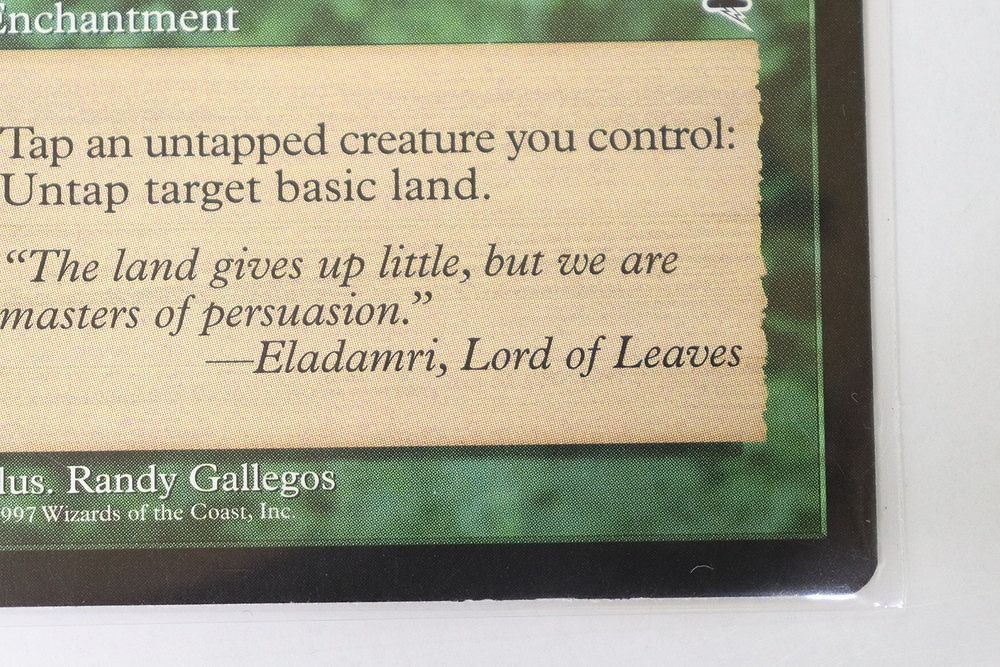 Enchantment
Tap an untapped creature you control:
Untap target basic land.
“The land gives up little, but we are
masters of persuasion.”
—Eladamri, Lord of Leaves
lus. Randy Gallegos
997 Wizards of the Coast, Inc.